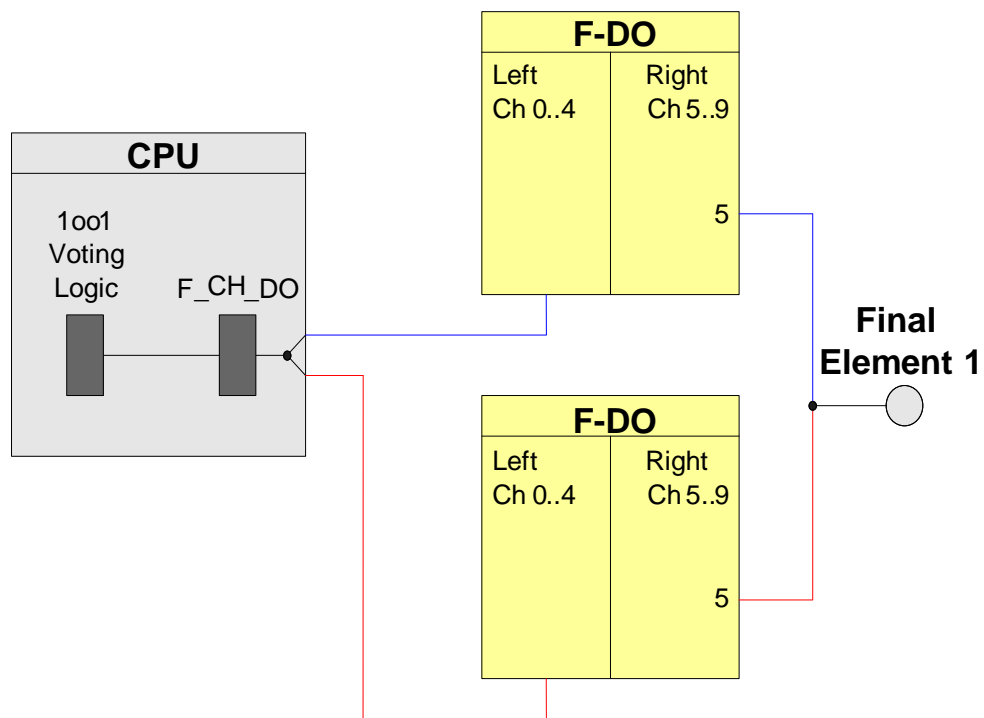 CPU
1oo1
Voting
Logic
F_CH_DO
F-DO
Left
Ch 0..4
Right
Ch 5..9
5
F-DO
Left
Ch 0..4
Right
Ch 5..9
5
Final
Element 1